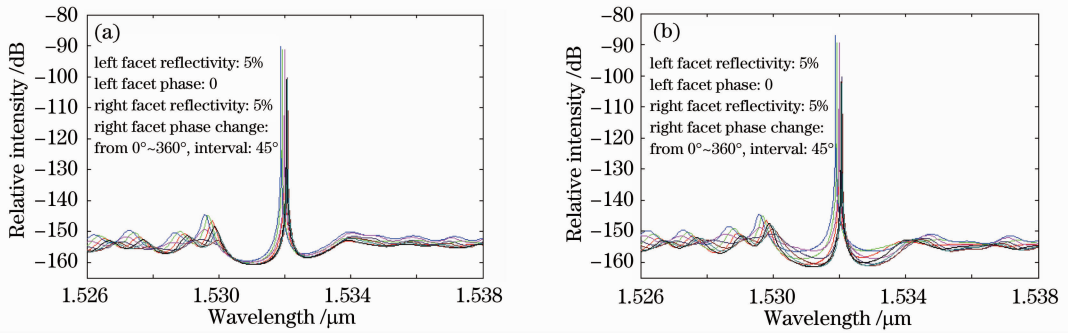 (a)
left facet reflectivity: 5%
left facet phase: 0
right facet reflectivity: 5%
right facet phase change:
from 0°~360°, interval: 45°
Relative intensity /dB
−80
−90
−100
−110
−120
−130
−140
−150
−160
1.526
1.530
1.534
1.538
Wavelength /μm
(b)
left facet reflectivity: 5%
left facet phase: 0
right facet reflectivity: 5%
right facet phase change:
from 0°~360°, interval: 45°
Relative intensity /dB
−80
−90
−100
−110
−120
−130
−140
−150
−160
1.526
1.530
1.534
1.538
Wavelength /μm